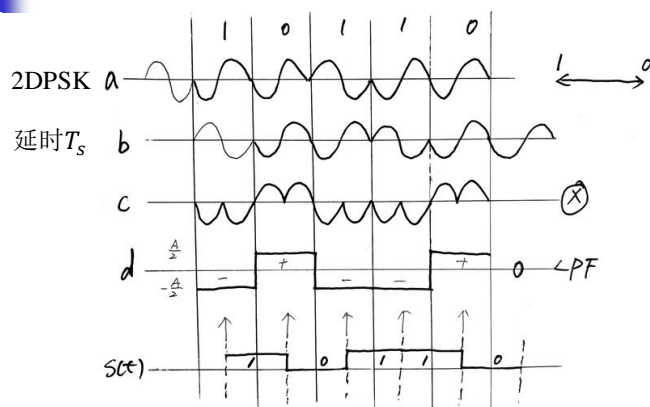 1 0 1 1 0
2DPSK a 1 0
延时Tₛ b
c ⓧ
A/2
d + +
- - - 0 LPF
-A/2
S(t) 1 0 1 1 0